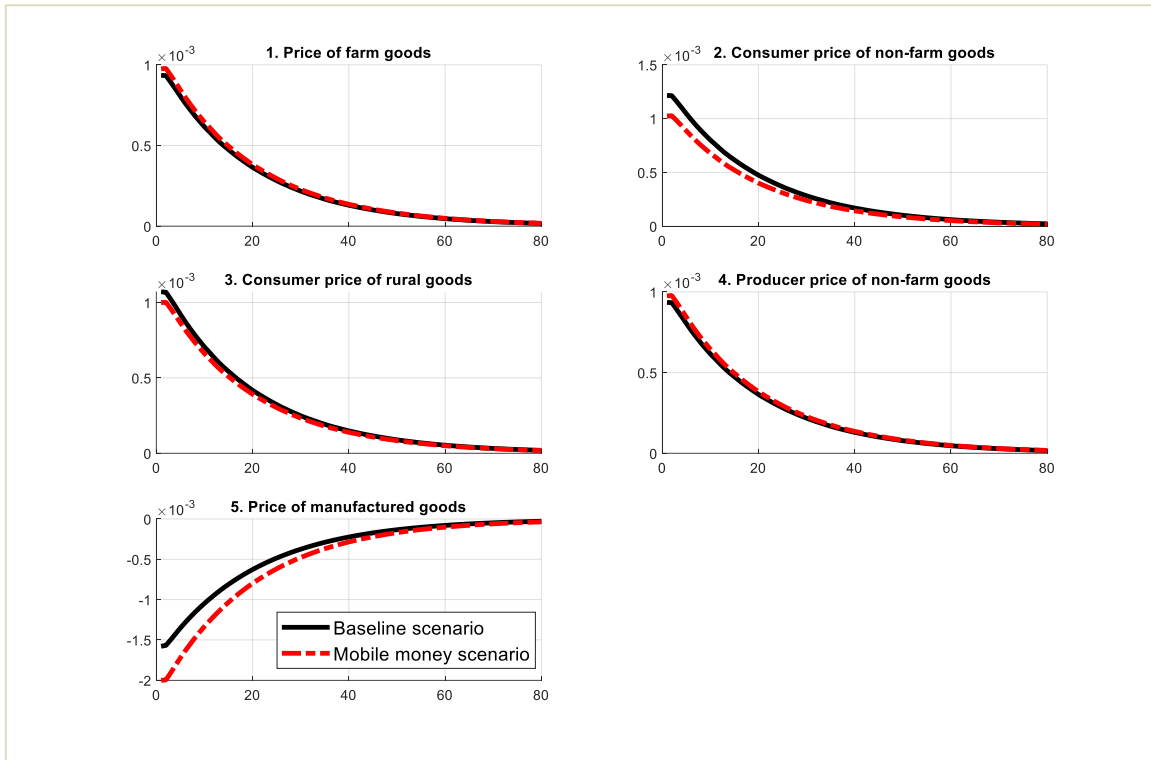 1. Price of farm goods
×10-3
1
0.5
0
0 20 40 60 80
2. Consumer price of non-farm goods
×10-3
1.5
1
0.5
0
0 20 40 60 80
3. Consumer price of rural goods
×10-3
1
0.5
0
0 20 40 60 80
4. Producer price of non-farm goods
×10-3
1
0.5
0
0 20 40 60 80
5. Price of manufactured goods
×10-3
0
-0.5
-1
-1.5
-2
0 20 40 60 80
Baseline scenario
Mobile money scenario